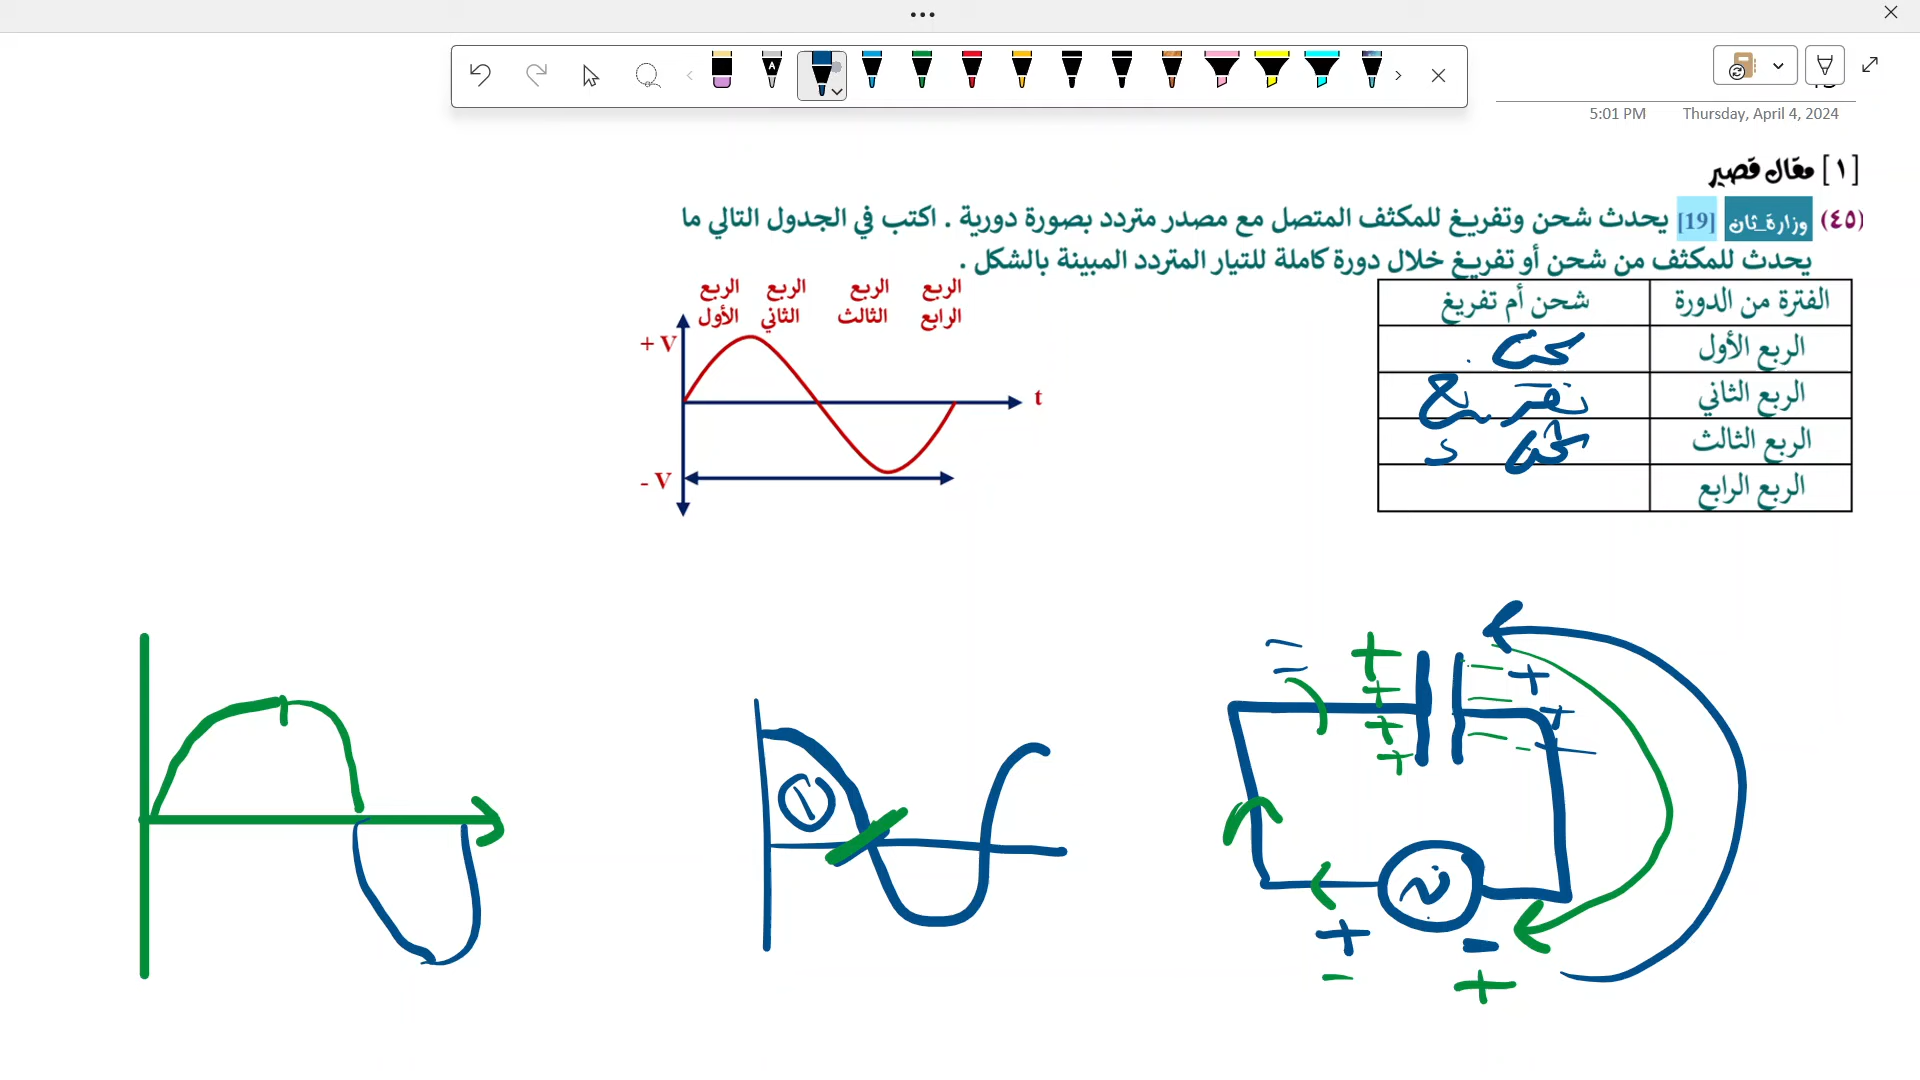 5:01 PM Thursday, April 4, 2024
[١] مقال قصير
(٤٥) وزارة_ثان [19] يحدث شحن وتفريغ للمكثف المتصل مع مصدر متردد بصورة دورية . اكتب في الجدول التالي ما
يحدث للمكثف من شحن أو تفريغ خلال دورة كاملة للتيار المتردد المبينة بالشكل .
الفترة من الدورة شحن أم تفريغ
الربع الأول شحن
الربع الثاني تفريغ
الربع الثالث شحن
الربع الرابع
الربع الأول
الربع الثاني
الربع الثالث
الربع الرابع
+ V
t
- V